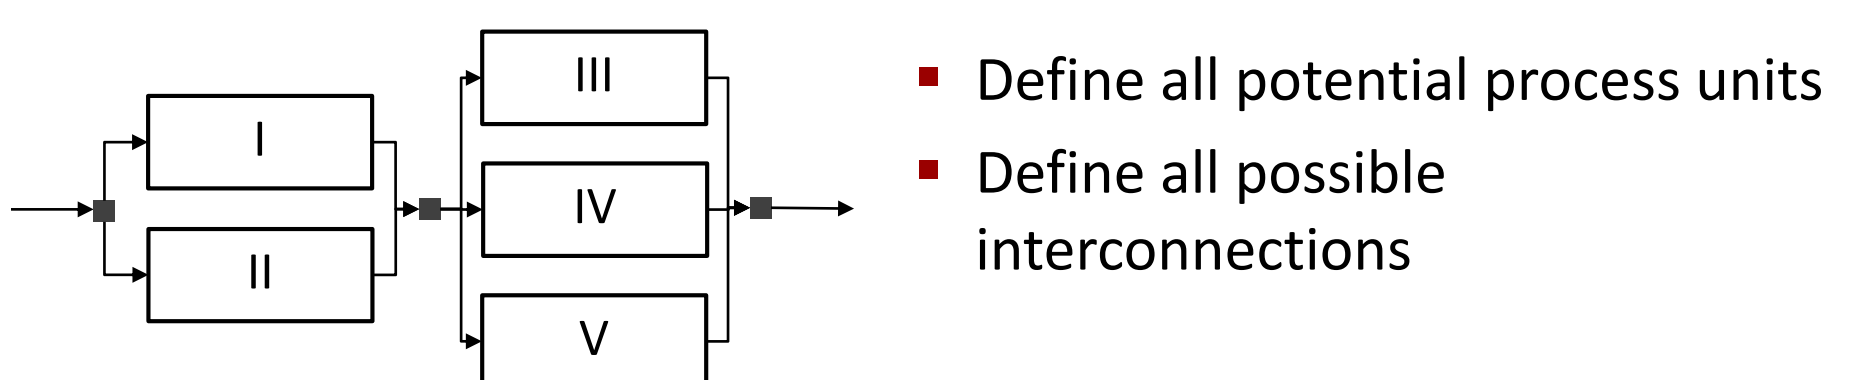 I
II
III
IV
V
Define all potential process units
Define all possible
interconnections